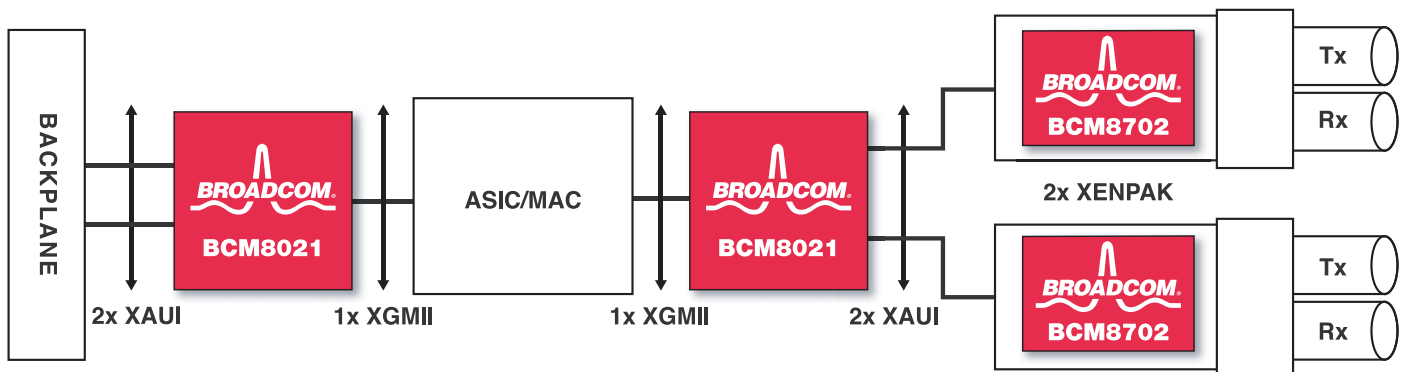 BACKPLANE
2x XAUI
BROADCOM®
BCM8021
1x XGMII
ASIC/MAC
1x XGMII
BROADCOM®
BCM8021
2x XAUI
BROADCOM®
BCM8702
Tx
Rx
2x XENPAK
BROADCOM®
BCM8702
Tx
Rx